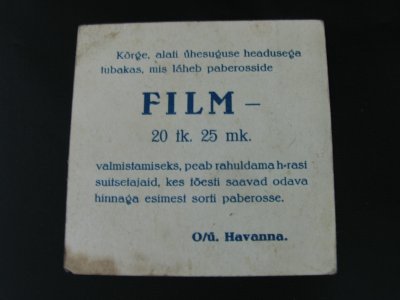 Kõrge, alati ühesuguse headusega
tubakas, mis läheb paberosside
FILM —
20 tk. 25 mk.
valmistamiseks, peab rahuldama h-rasi
suitsetajaid, kes tõesti saavad odava
hinnaga esimest sorti paberosse.
O/ü. Havanna.